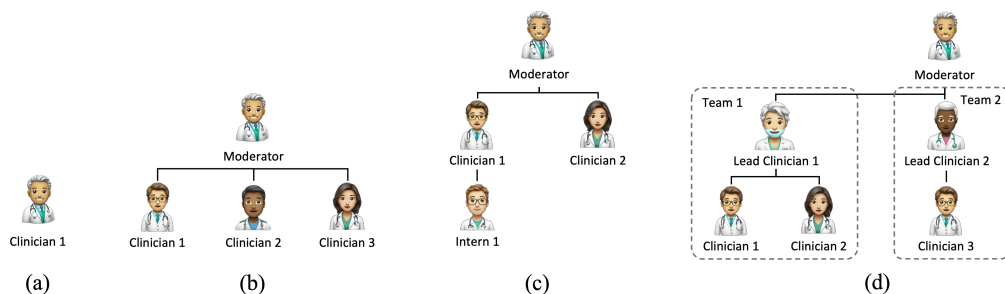 Clinician 1
(a)
Moderator
Clinician 1 Clinician 2 Clinician 3
(b)
Moderator
Clinician 1 Clinician 2
Intern 1
(c)
Moderator
Team 1 Team 2
Lead Clinician 1 Lead Clinician 2
Clinician 1 Clinician 2 Clinician 3
(d)